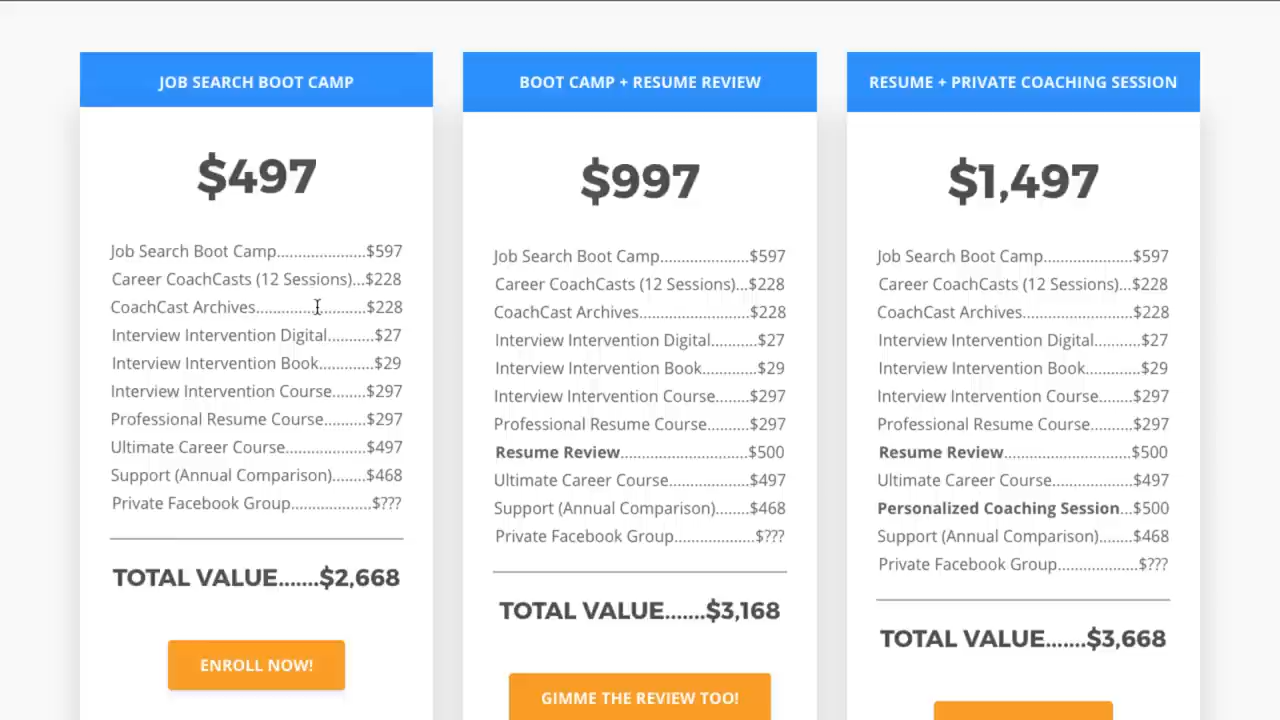 JOB SEARCH BOOT CAMP
$497
Job Search Boot Camp.....................$597
Career CoachCasts (12 Sessions)...$228
CoachCast Archives..........................$228
Interview Intervention Digital...........$27
Interview Intervention Book.............$29
Interview Intervention Course........$297
Professional Resume Course..........$297
Ultimate Career Course...................$497
Support (Annual Comparison)........$468
Private Facebook Group...................$???
TOTAL VALUE.......$2,668
ENROLL NOW!
BOOT CAMP + RESUME REVIEW
$997
Job Search Boot Camp.....................$597
Career CoachCasts (12 Sessions)...$228
CoachCast Archives..........................$228
Interview Intervention Digital...........$27
Interview Intervention Book.............$29
Interview Intervention Course........$297
Professional Resume Course..........$297
Resume Review..............................$500
Ultimate Career Course...................$497
Support (Annual Comparison)........$468
Private Facebook Group...................$???
TOTAL VALUE.......$3,168
GIMME THE REVIEW TOO!
RESUME + PRIVATE COACHING SESSION
$1,497
Job Search Boot Camp.....................$597
Career CoachCasts (12 Sessions)...$228
CoachCast Archives..........................$228
Interview Intervention Digital...........$27
Interview Intervention Book.............$29
Interview Intervention Course........$297
Professional Resume Course..........$297
Resume Review..............................$500
Ultimate Career Course...................$497
Personalized Coaching Session...$500
Support (Annual Comparison)........$468
Private Facebook Group...................$???
TOTAL VALUE.......$3,668